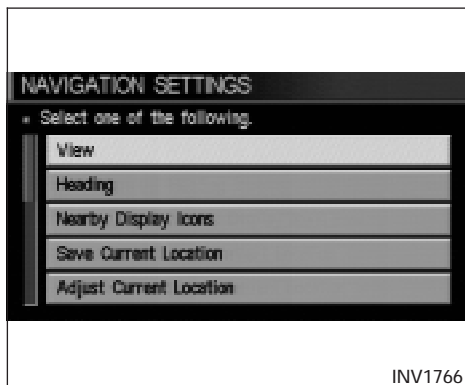 NAVIGATION SETTINGS
Select one of the following.
View
Heading
Nearby Display Icons
Save Current Location
Adjust Current Location
INV1766